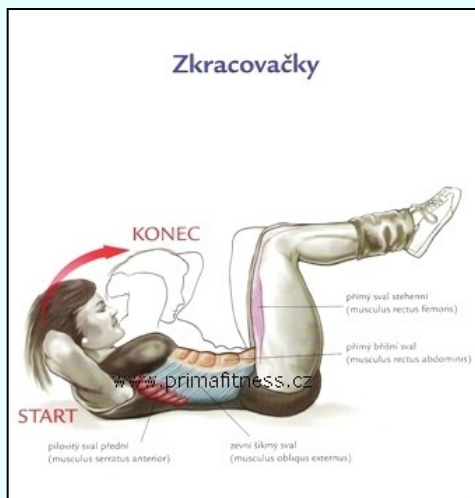 Zkracovačky
KONEC
přímý sval stehenní
(musculus rectus femoris)
přímý břišní sval
(musculus rectus abdominis)
www.primafitness.cz
START
pilovitý sval přední
(musculus serratus anterior)
zevní šikmý sval
(musculus obliquus externus)